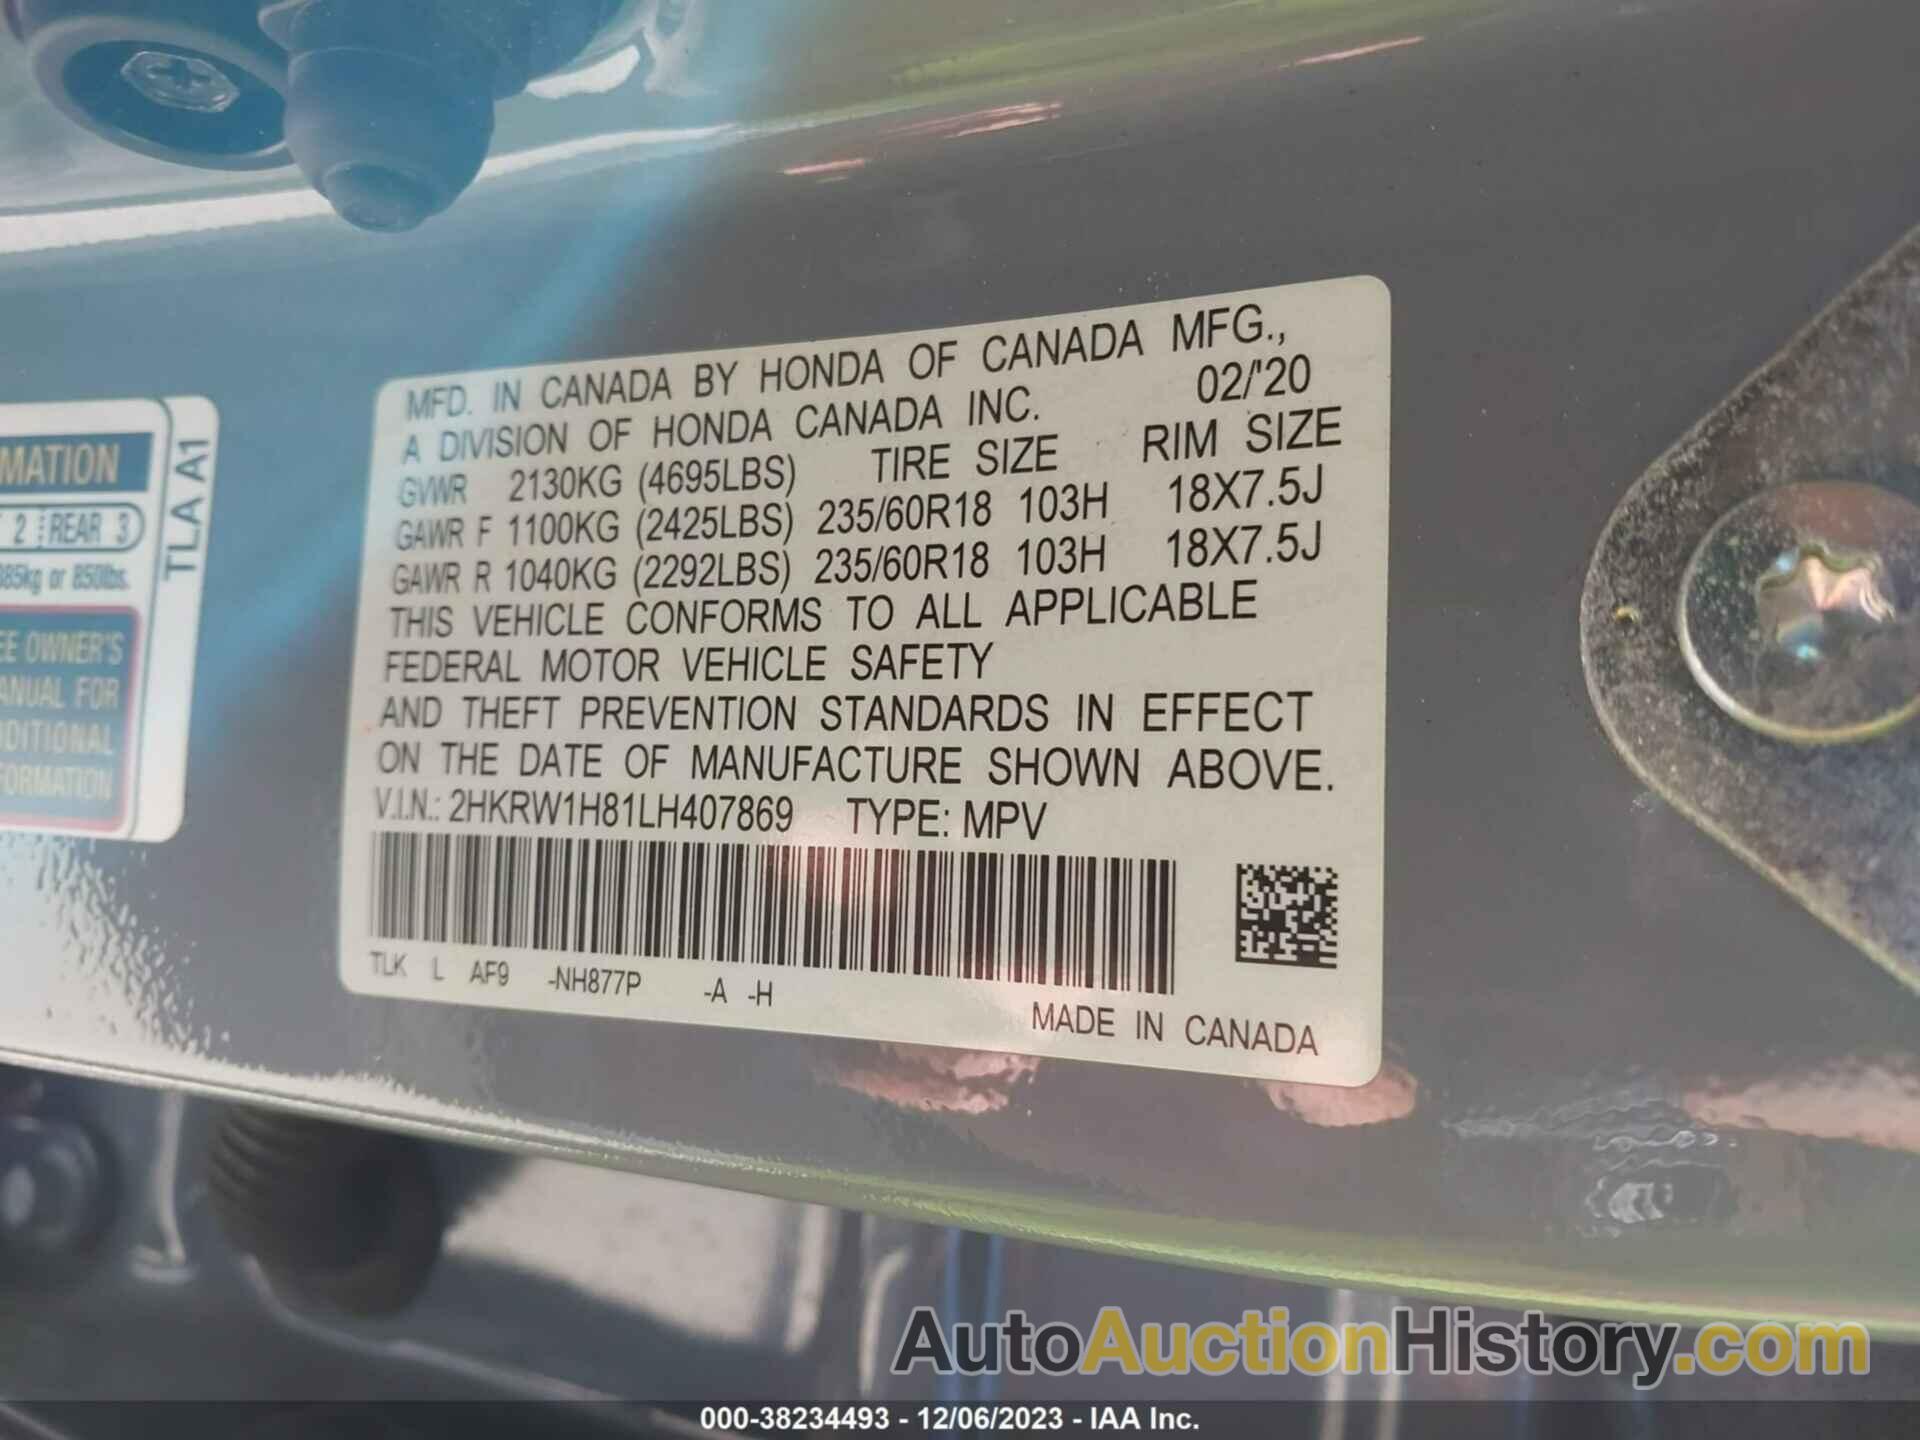 MFD. IN CANADA BY HONDA OF CANADA MFG.,
A DIVISION OF HONDA CANADA INC. 02/'20
GVWR 2130KG (4695LBS) TIRE SIZE RIM SIZE
GAWR F 1100KG (2425LBS) 235/60R18 103H 18X7.5J
GAWR R 1040KG (2292LBS) 235/60R18 103H 18X7.5J
THIS VEHICLE CONFORMS TO ALL APPLICABLE
FEDERAL MOTOR VEHICLE SAFETY
AND THEFT PREVENTION STANDARDS IN EFFECT
ON THE DATE OF MANUFACTURE SHOWN ABOVE.
V.I.N.: 2HKRW1H81LH407869 TYPE: MPV
TLK L AF9 -NH877P -A -H
MADE IN CANADA
MATION
2 REAR 3
385kg or 850lbs.
EE OWNER'S
ANUAL FOR
DITIONAL
FORMATION
TLA A1
AutoAuctionHistory.com
000-38234493 - 12/06/2023 - IAA Inc.